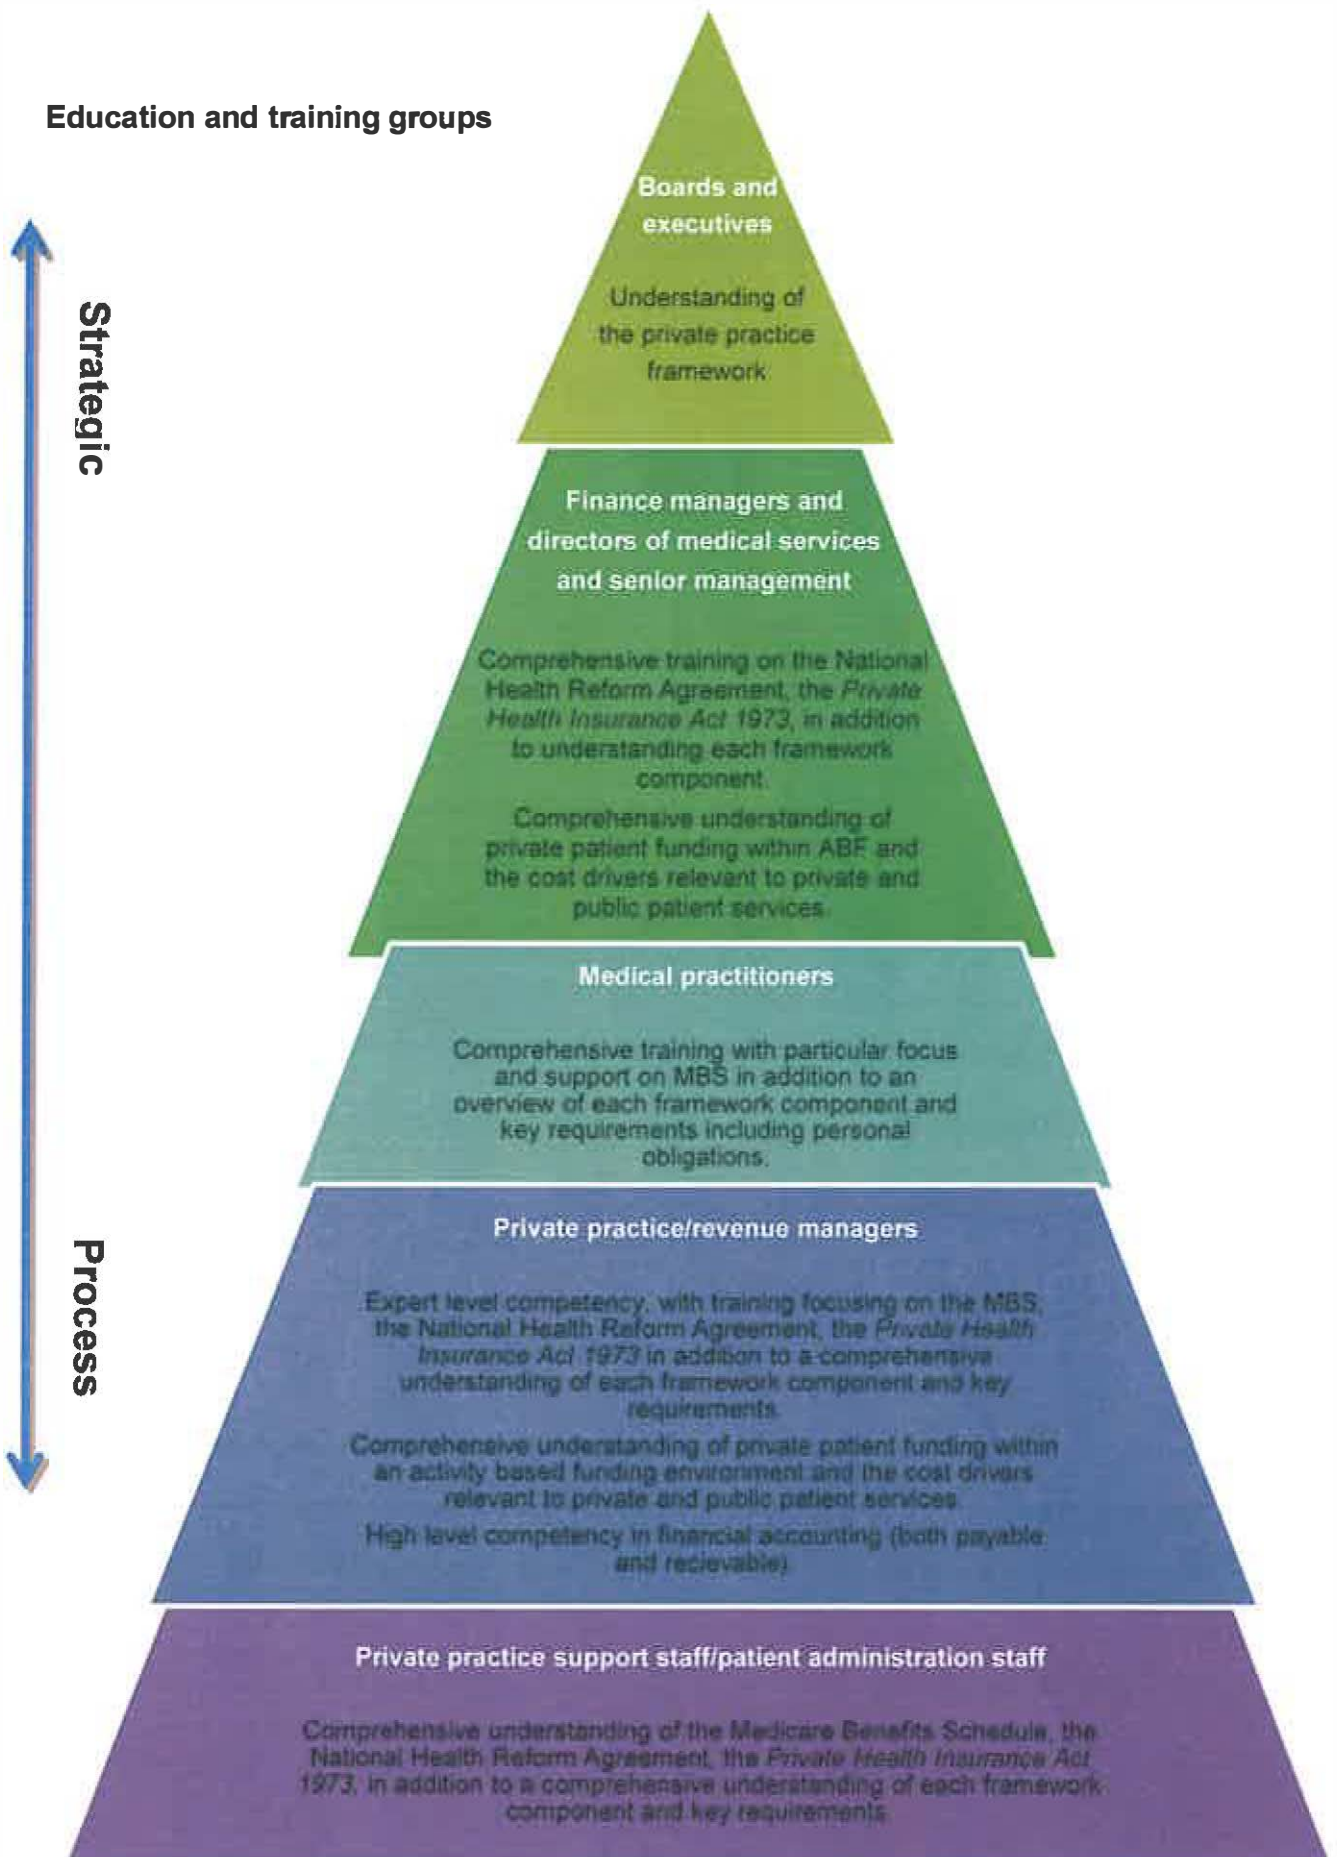 Education and training groups
Boards and
executives
Understanding of
the private practice
framework
Strategic
Finance managers and
directors of medical services
and senior management
Comprehensive training on the National
Health Reform Agreement, the Private
Health Insurance Act 1973, in addition
to understanding each framework
component.
Comprehensive understanding of
private patient funding within ABF and
the cost drivers relevant to private and
public patient services.
Medical practitioners
Comprehensive training with particular focus
and support on MBS in addition to an
overview of each framework component and
key requirements including personal
obligations.
Process
Private practice/revenue managers
Expert level competency, with training focusing on the MBS,
the National Health Reform Agreement, the Private Health
Insurance Act 1973 in addition to a comprehensive
understanding of each framework component and key
requirements.
Comprehensive understanding of private patient funding within
an activity based funding environment and the cost drivers
relevant to private and public patient services.
High level competency in financial accounting (both payable
and recievable)
Private practice support staff/patient administration staff
Comprehensive understanding of the Medicare Benefits Schedule, the
National Health Reform Agreement, the Private Health Insurance Act
1973, in addition to a comprehensive understanding of each framework
component and key requirements.